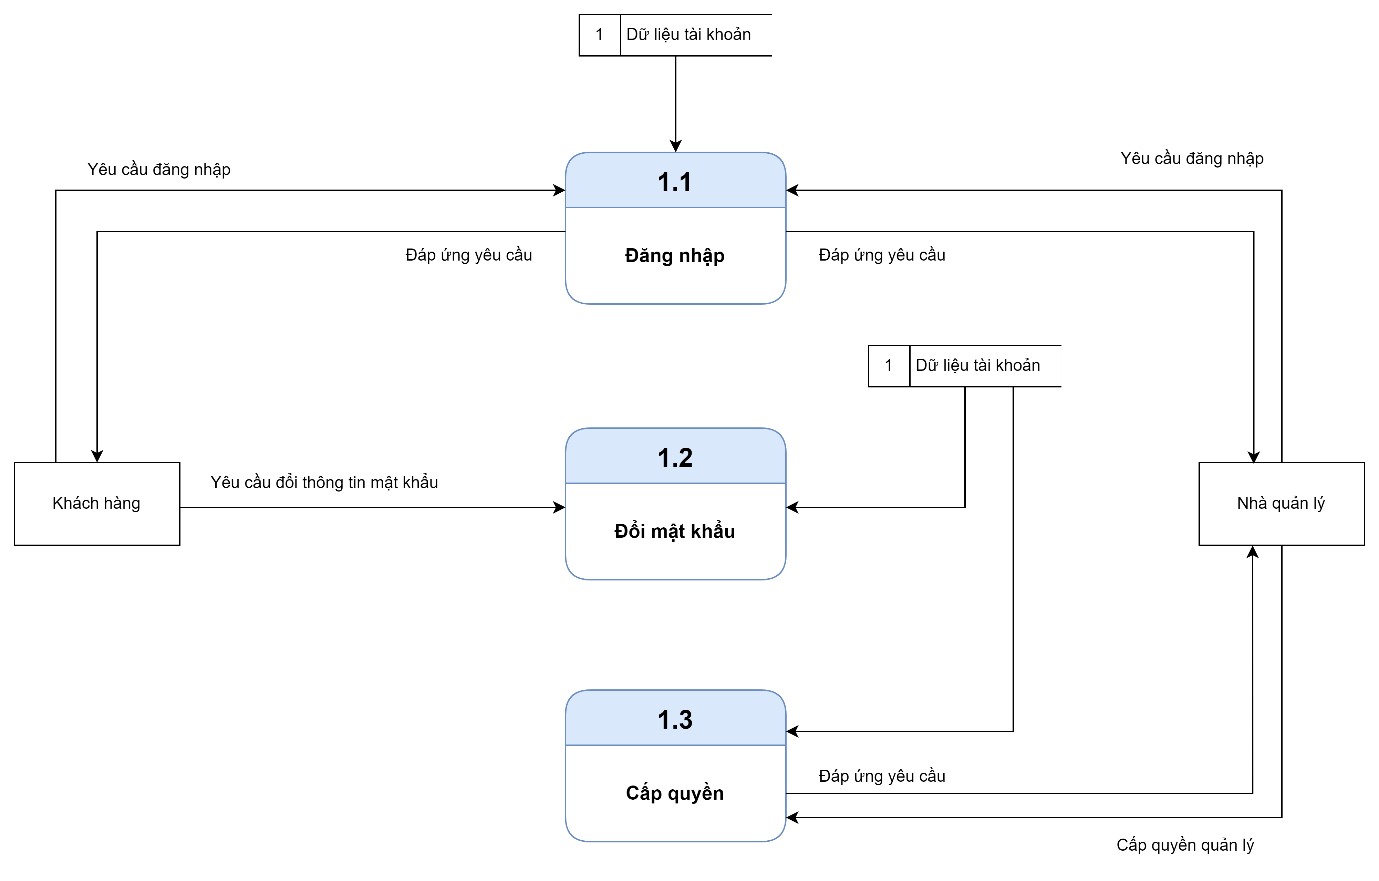 1 Dữ liệu tài khoản
Yêu cầu đăng nhập
Yêu cầu đăng nhập
1.1
Đáp ứng yêu cầu
Đăng nhập
Đáp ứng yêu cầu
1 Dữ liệu tài khoản
1.2
Yêu cầu đổi thông tin mật khẩu
Khách hàng
Nhà quản lý
Đổi mật khẩu
1.3
Đáp ứng yêu cầu
Cấp quyền
Cấp quyền quản lý